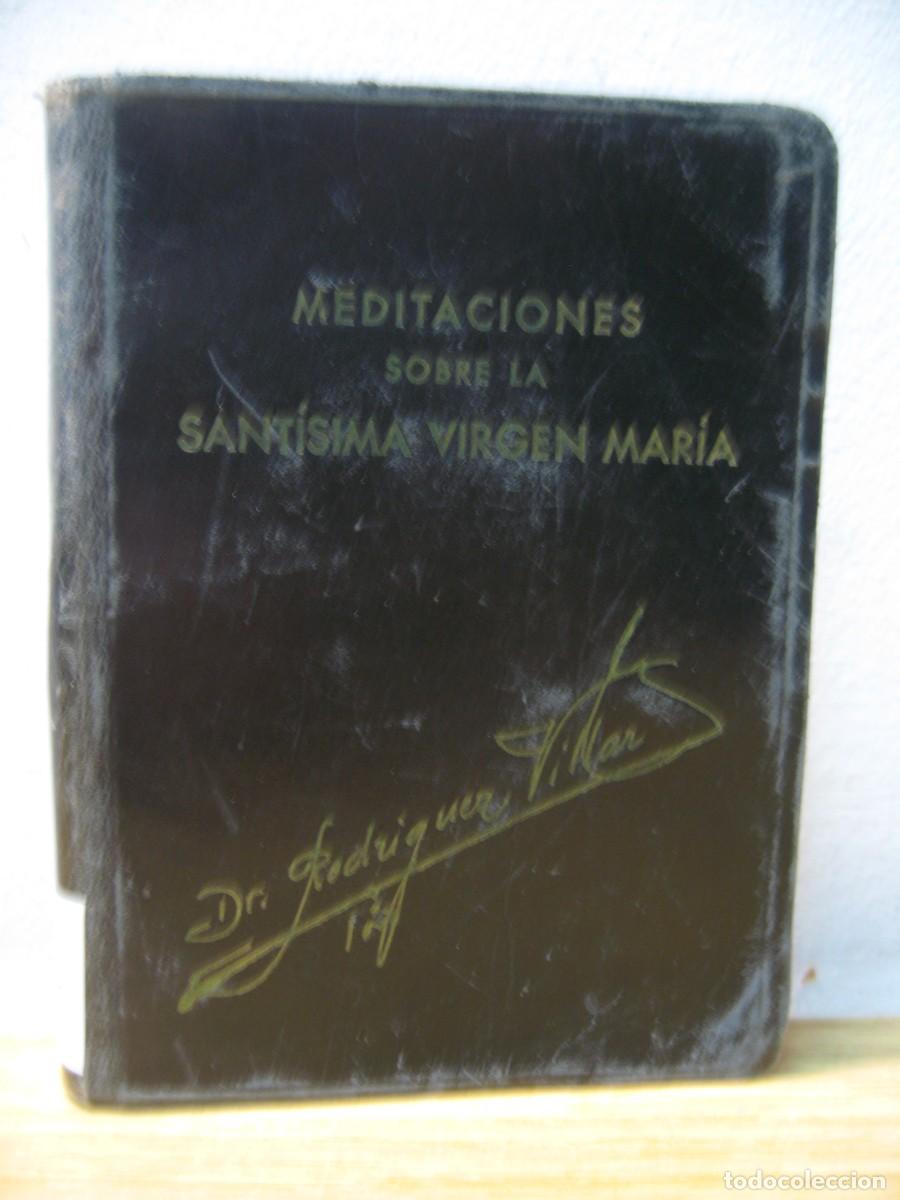 MEDITACIONES
SOBRE LA
SANTÍSIMA VIRGEN MARÍA
Dr. Rodriguez Villar
todocoleccion